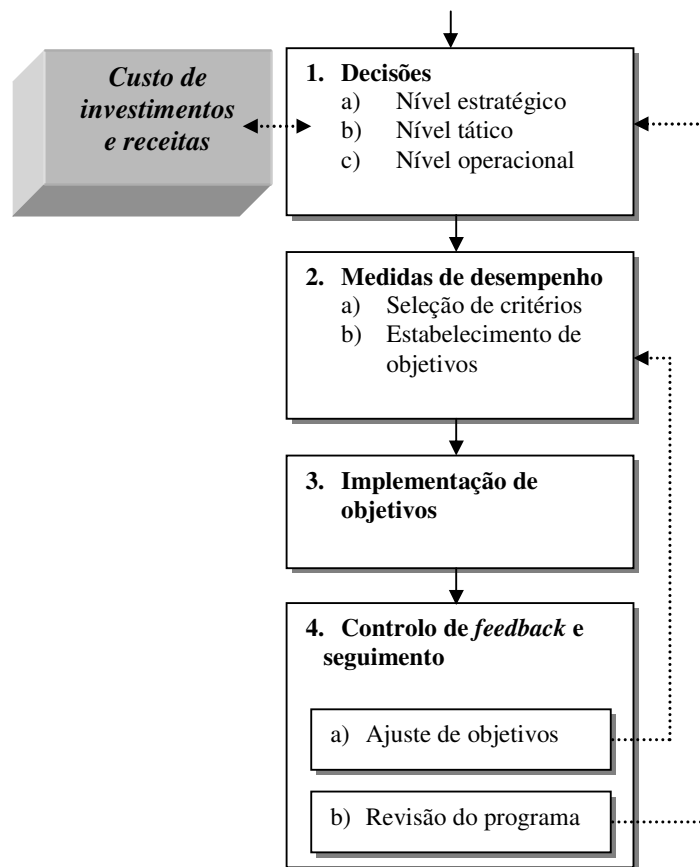 Custo de
investimentos
e receitas
1. Decisões
a) Nível estratégico
b) Nível tático
c) Nível operacional
2. Medidas de desempenho
a) Seleção de critérios
b) Estabelecimento de
objetivos
3. Implementação de
objetivos
4. Controlo de feedback e
seguimento
a) Ajuste de objetivos
b) Revisão do programa